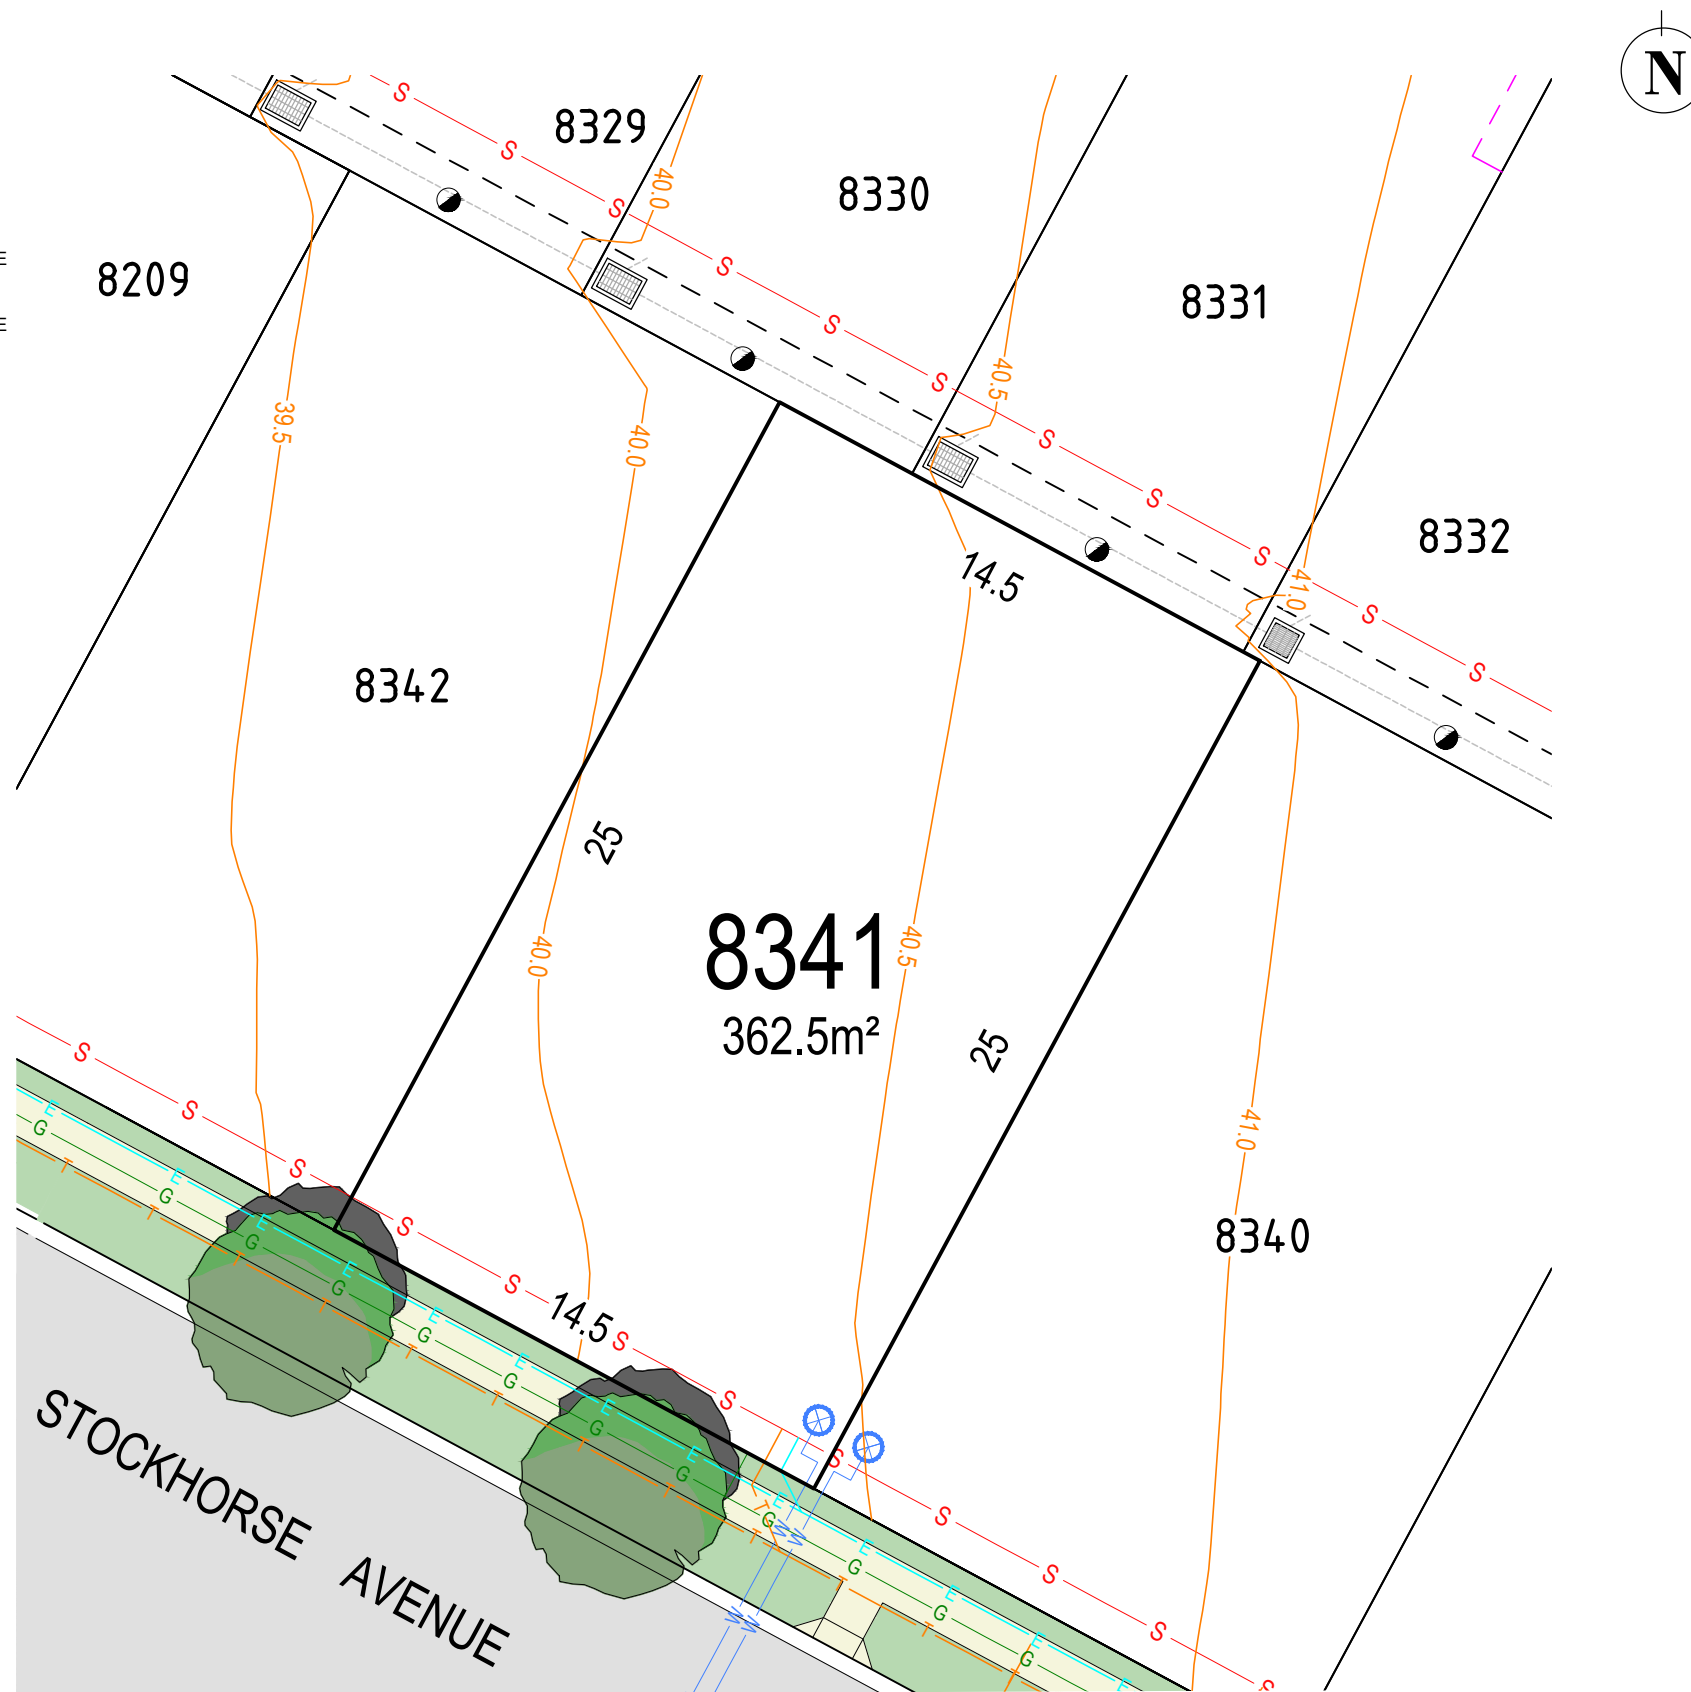 N
8329
8330
8331
8332
8209
E
E
40.0
40.5
41.0
39.5
40.0
14.5
8342
25
8341
362.5m²
40.0
40.5
25
41.0
8340
14.5
STOCKHORSE AVENUE
S S S S S S S S S S S
S S S S S S S S S S S S
E E E E E E E E E E E E
G G G G G G G G G G G G
T T T T T T T T T T T
T
W W
W W